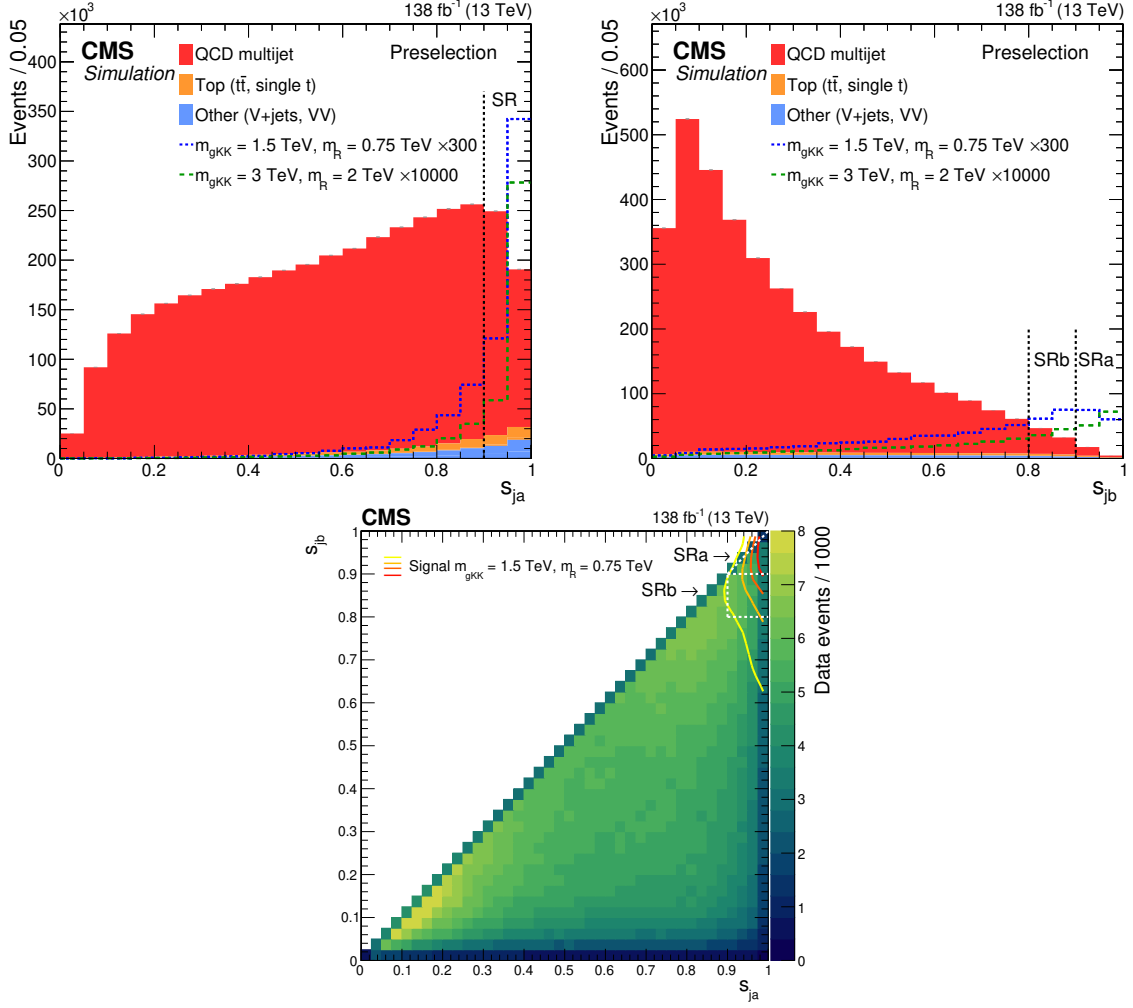 ×10³ 138 fb⁻¹ (13 TeV)
CMS
Simulation
Preselection
QCD multijet
Top (tt̄, single t)
Other (V+jets, VV)
m_gKK = 1.5 TeV, m_R = 0.75 TeV ×300
m_gKK = 3 TeV, m_R = 2 TeV ×10000
SR
Events / 0.05
400
350
300
250
200
150
100
50
0
0 0.2 0.4 0.6 0.8 1
s_ja
×10³ 138 fb⁻¹ (13 TeV)
CMS
Simulation
Preselection
QCD multijet
Top (tt̄, single t)
Other (V+jets, VV)
m_gKK = 1.5 TeV, m_R = 0.75 TeV ×300
m_gKK = 3 TeV, m_R = 2 TeV ×10000
SRb SRa
Events / 0.05
600
500
400
300
200
100
0
0 0.2 0.4 0.6 0.8 1
s_jb
CMS 138 fb⁻¹ (13 TeV)
s_jb
Signal m_gKK = 1.5 TeV, m_R = 0.75 TeV
SRa →
SRb →
1
0.9
0.8
0.7
0.6
0.5
0.4
0.3
0.2
0.1
0
0 0.1 0.2 0.3 0.4 0.5 0.6 0.7 0.8 0.9 1
s_ja
8
7
6
5
4
3
2
1
0
Data events / 1000